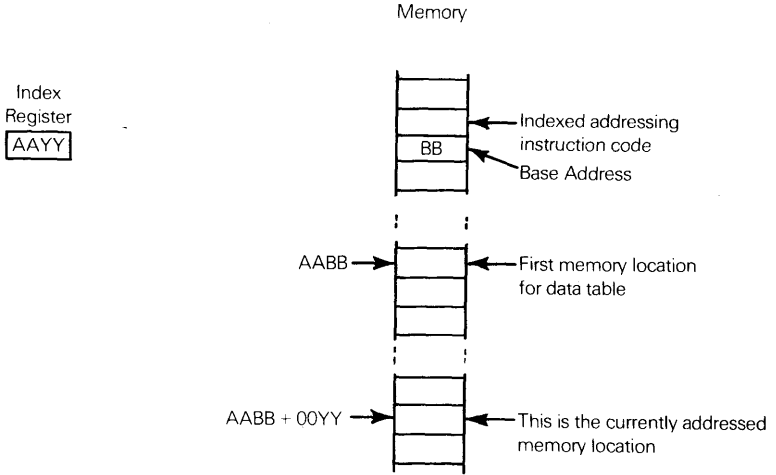 Memory
Index
Register
AAYY
Indexed addressing
instruction code
BB
Base Address
AABB
First memory location
for data table
AABB + 00YY
This is the currently addressed
memory location